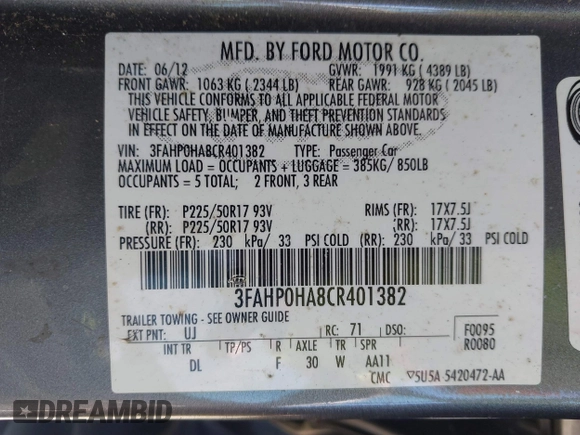 MFD. BY FORD MOTOR CO.
DATE: 06/12 GVWR: 1991 KG ( 4389 LB)
FRONT GAWR: 1063 KG ( 2344 LB) REAR GAWR: 928 KG ( 2045 LB)
THIS VEHICLE CONFORMS TO ALL APPLICABLE FEDERAL MOTOR
VEHICLE SAFETY, BUMPER, AND THEFT PREVENTION STANDARDS
IN EFFECT ON THE DATE OF MANUFACTURE SHOWN ABOVE.
VIN: 3FAHP0HA8CR401382 TYPE: Passenger Car
MAXIMUM LOAD = OCCUPANTS + LUGGAGE = 385KG/ 850LB
OCCUPANTS = 5 TOTAL; 2 FRONT, 3 REAR
TIRE (FR): P225/50R17 93V RIMS (FR): 17X7.5J
(RR): P225/50R17 93V (RR): 17X7.5J
PRESSURE (FR): 230 kPa/ 33 PSI COLD (RR): 230 kPa/ 33 PSI COLD
3FAHP0HA8CR401382
TRAILER TOWING - SEE OWNER GUIDE
EXT PNT: UJ RC: 71 DSO: F0095
R0080
INT TR TP/PS R AXLE TR SPR
DL F 30 W AA11
CMC ▽5U5A 5420472-AA
DREAMBID